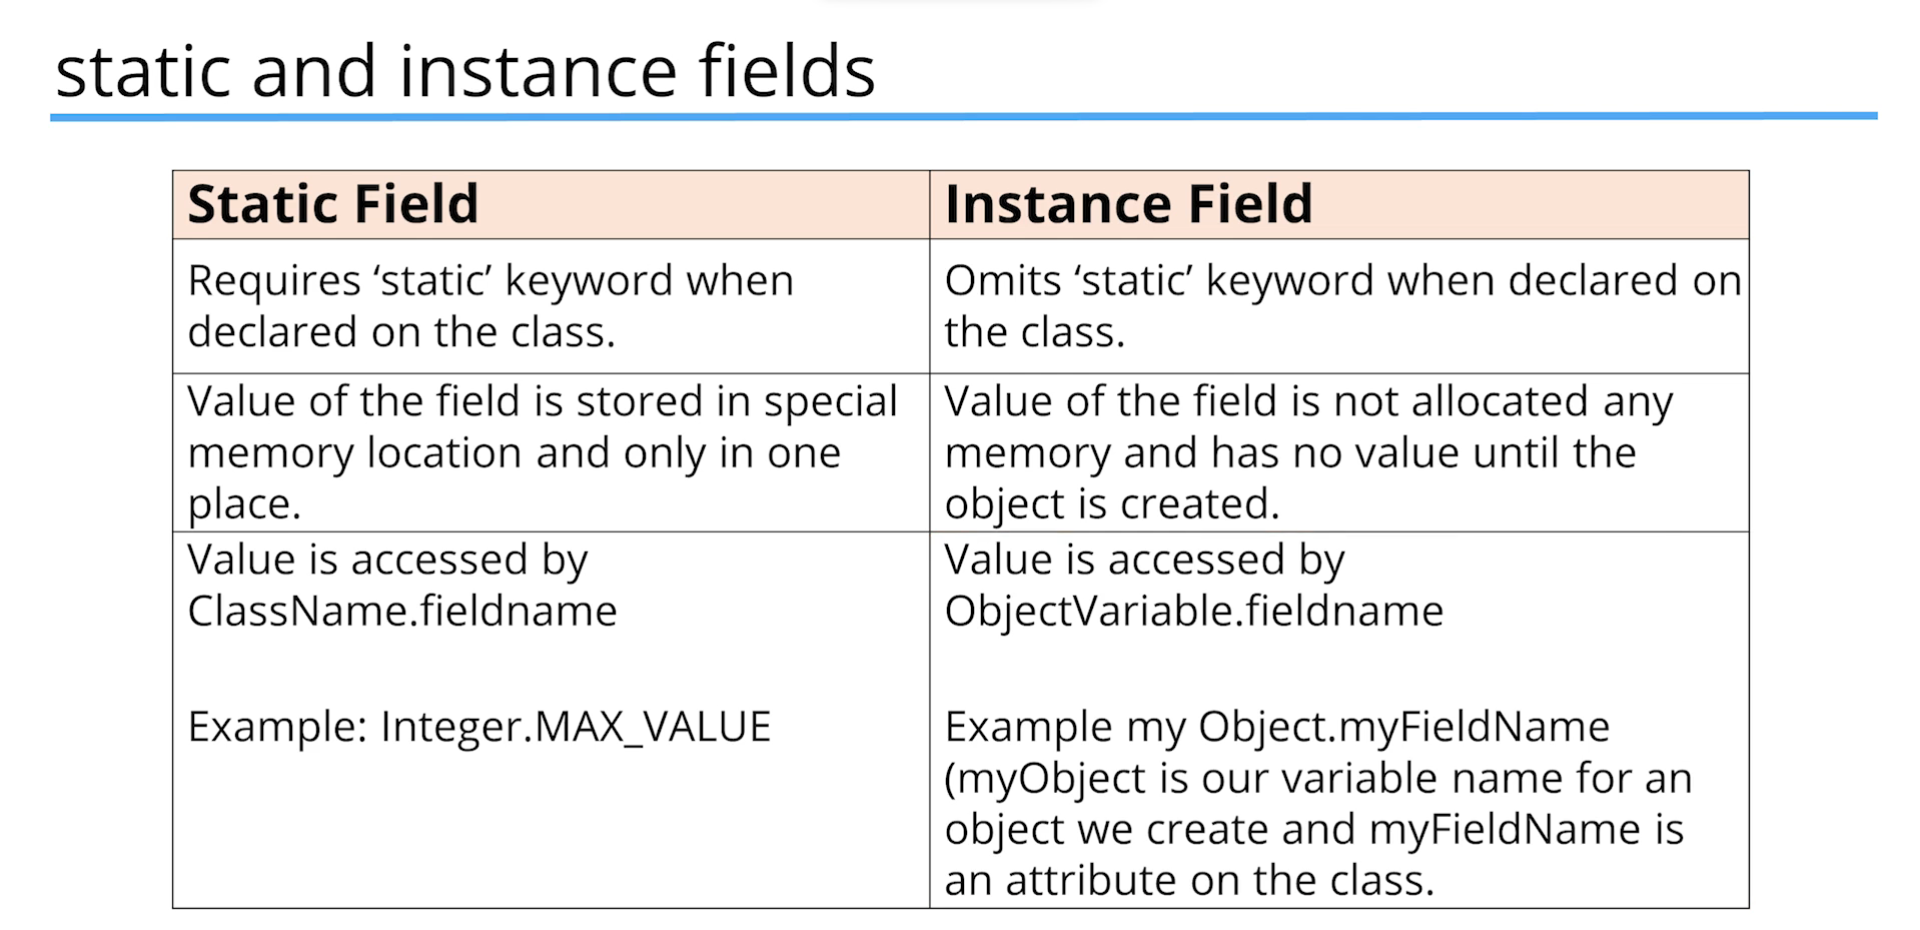 static and instance fields
Static Field
Instance Field
Requires ‘static’ keyword when
declared on the class.
Omits ‘static’ keyword when declared on
the class.
Value of the field is stored in special
memory location and only in one
place.
Value of the field is not allocated any
memory and has no value until the
object is created.
Value is accessed by
ClassName.fieldname
Example: Integer.MAX_VALUE
Value is accessed by
ObjectVariable.fieldname
Example my Object.myFieldName
(myObject is our variable name for an
object we create and myFieldName is
an attribute on the class.